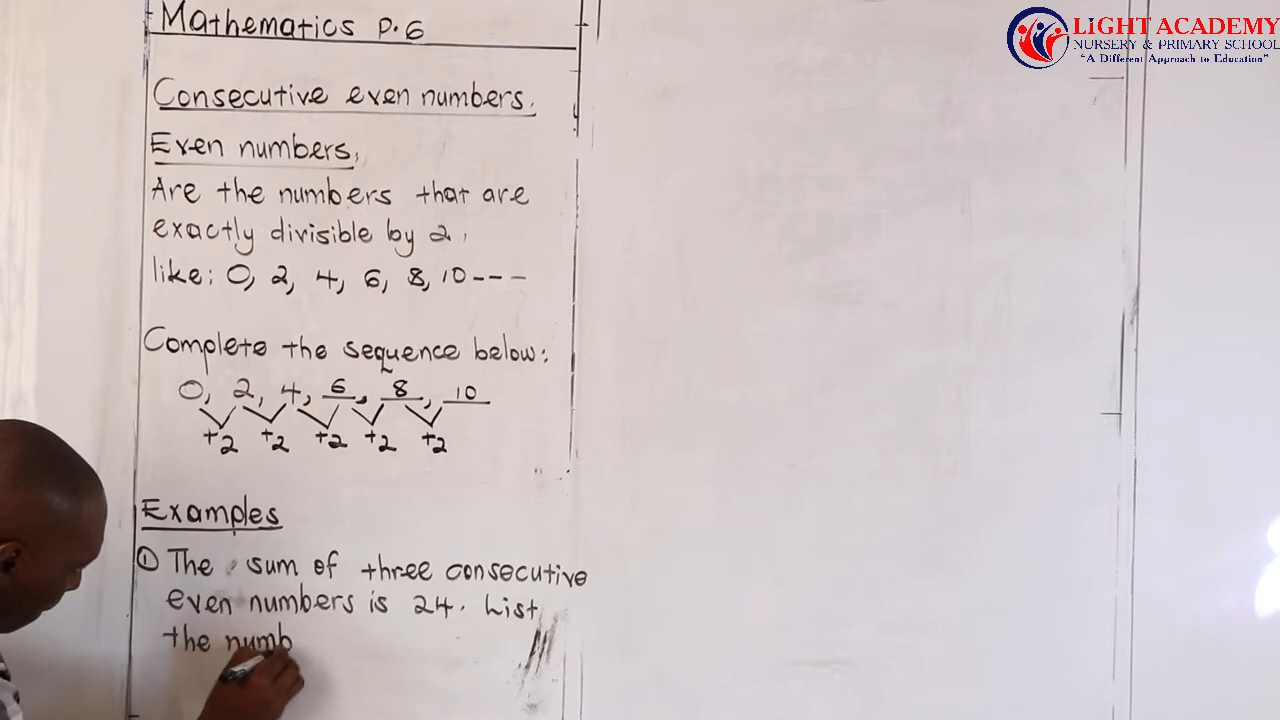 Mathematics P.6
Consecutive even numbers.
Even numbers,
Are the numbers that are
exactly divisible by 2.
like: 0, 2, 4, 6, 8, 10---
Complete the sequence below:
0, 2, 4, 6, 8, 10
+2 +2 +2 +2 +2
Examples
① The sum of three consecutive
even numbers is 24. List
the numb
LIGHT ACADEMY
NURSERY & PRIMARY SCHOOL
"A Different Approach to Education"